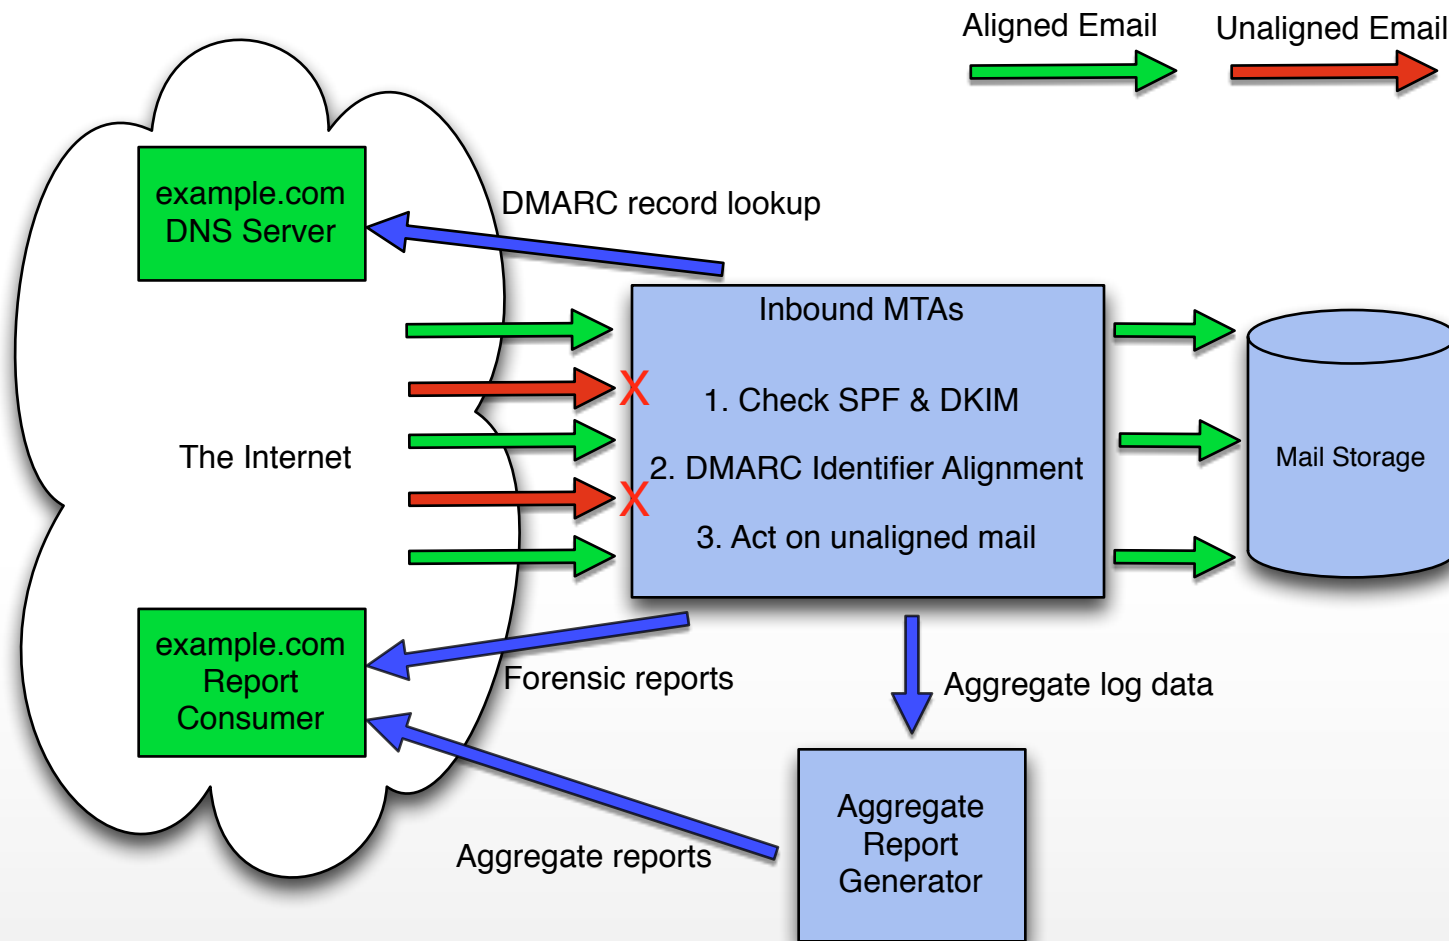 Aligned Email
Unaligned Email
example.com
DNS Server
DMARC record lookup
Inbound MTAs
X
1. Check SPF & DKIM
The Internet
2. DMARC Identifier Alignment
Mail Storage
X
3. Act on unaligned mail
example.com
Report
Consumer
Forensic reports
Aggregate log data
Aggregate reports
Aggregate
Report
Generator